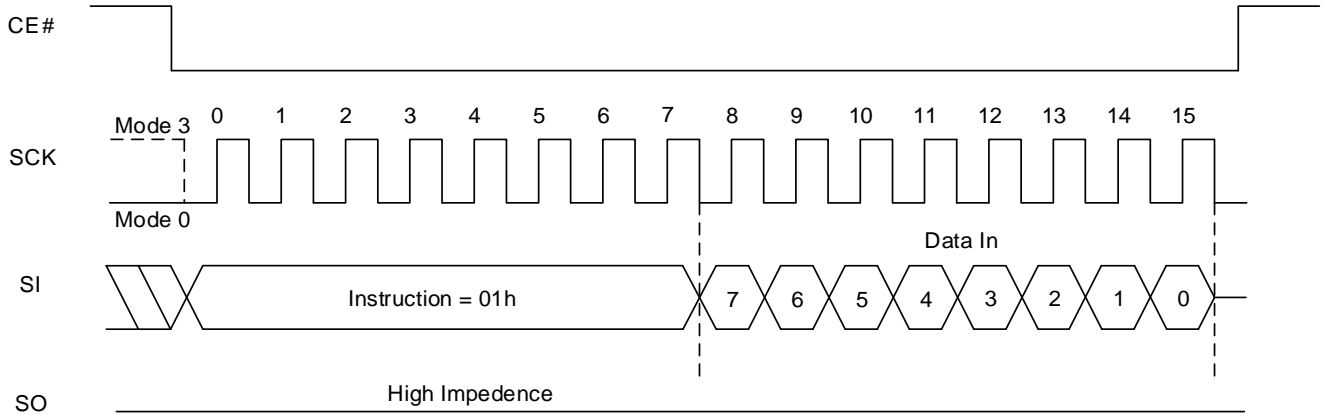 CE#
Mode 3 0 1 2 3 4 5 6 7 8 9 10 11 12 13 14 15
SCK
Mode 0
Data In
SI Instruction = 01h 7 6 5 4 3 2 1 0
High Impedence
SO